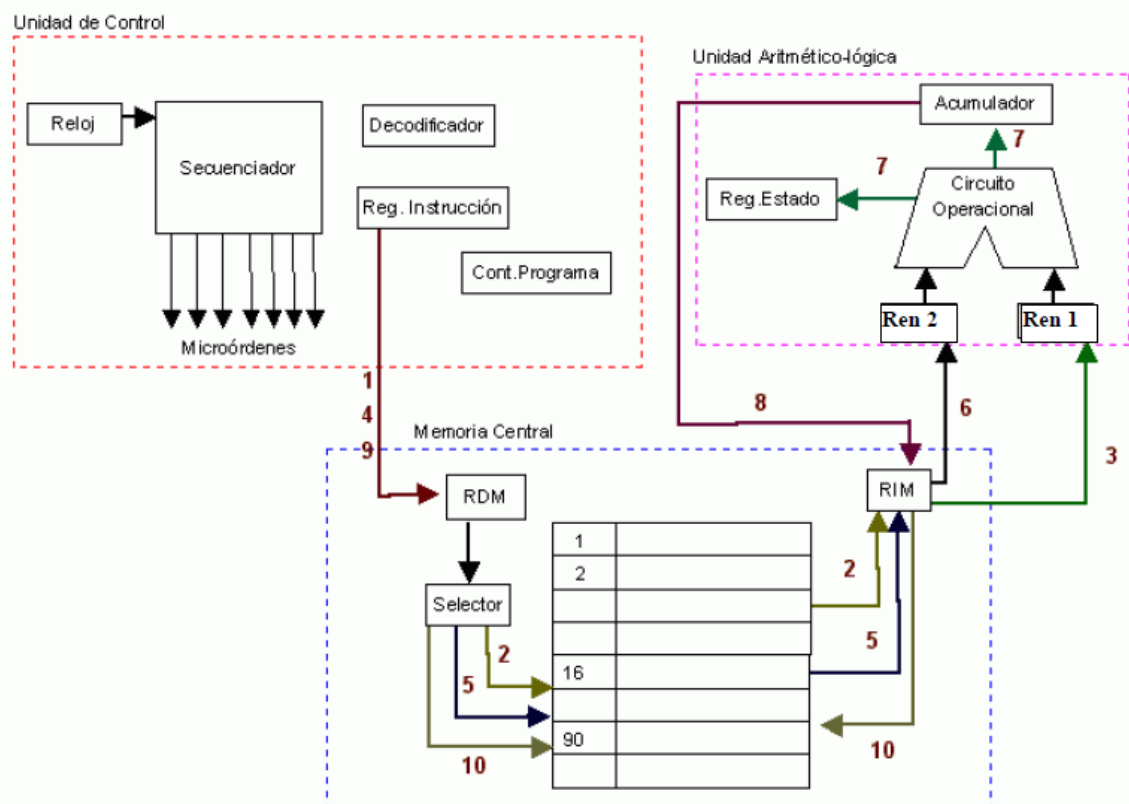 Unidad de Control
Unidad Aritmético-lógica
Reloj
Secuenciador
Decodificador
Reg. Instrucción
Cont.Programa
Microórdenes
Acumulador
7
7
Circuito
Operacional
Reg.Estado
Ren 2
Ren 1
1
4
9
8
6
3
Memoria Central
RDM
RIM
Selector
1
2
16
90
2
5
10
2
5
10